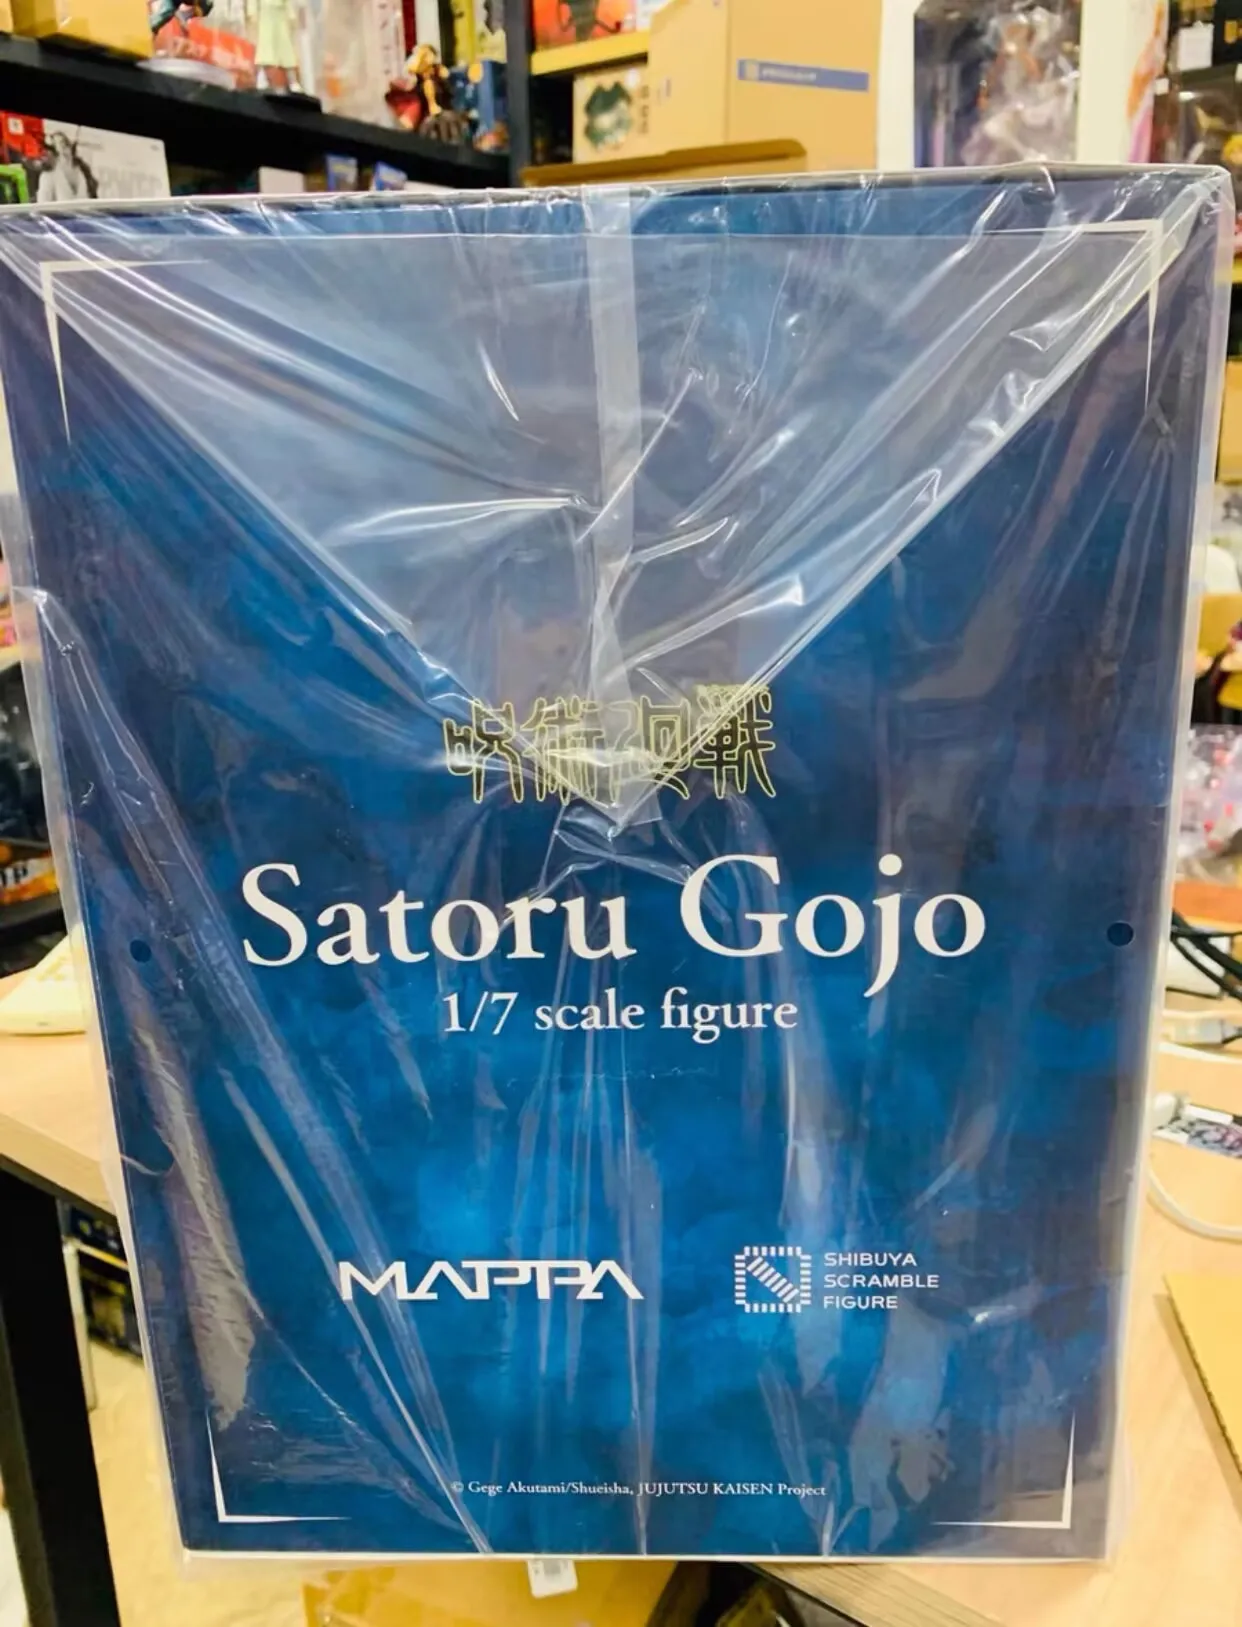 呪術廻戦
Satoru Gojo
1/7 scale figure
MAPPA
SHIBUYA
SCRAMBLE
FIGURE
© Gege Akutami/Shueisha, JUJUTSU KAISEN Project